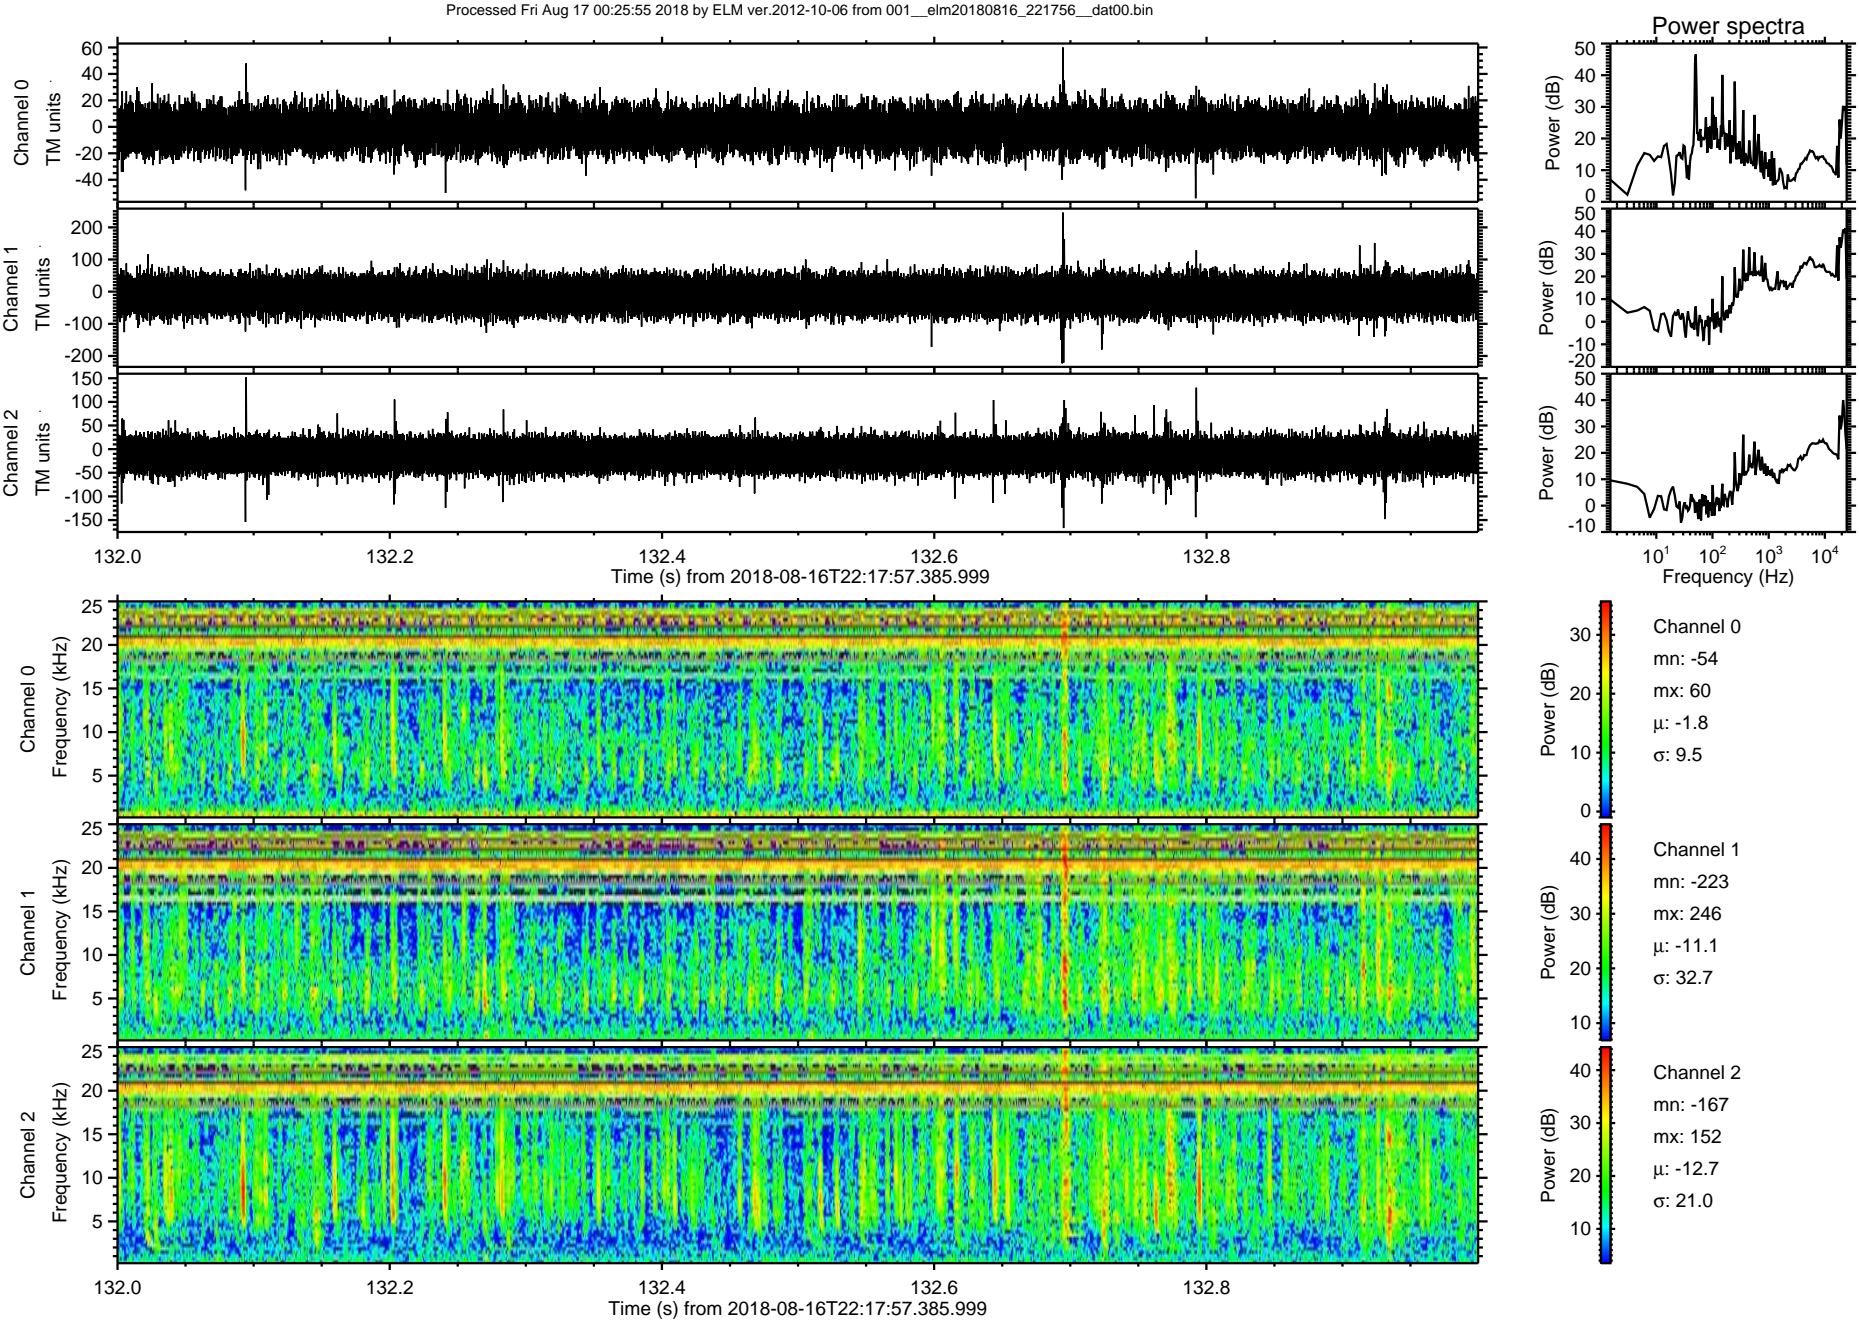 Processed Fri Aug 17 00:25:55 2018 by ELM ver.2012-10-06 from 001__elm20180816_221756__dat00.bin
Power spectra
Channel 0
TM units
60
40
20
0
-20
-40
Power (dB)
50
40
30
20
10
0
Channel 1
TM units
200
100
0
-100
-200
Power (dB)
50
40
30
20
10
0
-10
-20
Channel 2
TM units
150
100
50
0
-50
-100
-150
Power (dB)
50
40
30
20
10
0
-10
132.0 132.2 132.4 132.6 132.8
Time (s) from 2018-08-16T22:17:57.385.999
10^1 10^2 10^3 10^4
Frequency (Hz)
Channel 0
Frequency (kHz)
25
20
15
10
5
Power (dB)
30
20
10
0
Channel 0
mn: -54
mx: 60
μ: -1.8
σ: 9.5
Channel 1
Frequency (kHz)
25
20
15
10
5
Power (dB)
40
30
20
10
Channel 1
mn: -223
mx: 246
μ: -11.1
σ: 32.7
Channel 2
Frequency (kHz)
25
20
15
10
5
Power (dB)
40
30
20
10
Channel 2
mn: -167
mx: 152
μ: -12.7
σ: 21.0
132.0 132.2 132.4 132.6 132.8
Time (s) from 2018-08-16T22:17:57.385.999